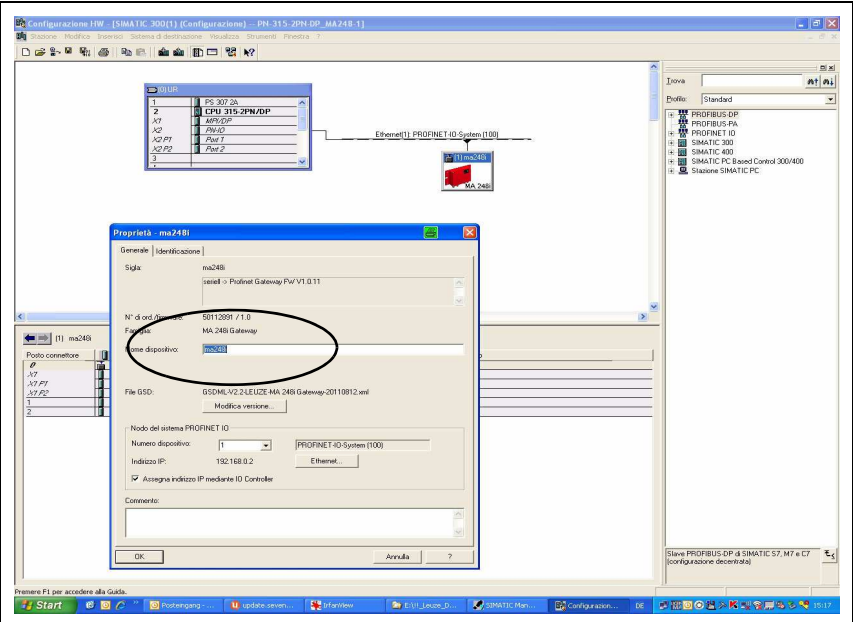 Configurazione HW - [SIMATIC 300(1) (Configurazione) -- PN-315-2PN-DP_MA248-1]
Stazione Modifica Inserisci Sistema di destinazione Visualizza Strumenti Finestra ?
(0) UR
1 PS 307 2A
2 CPU 315-2PN/DP
X1 MPI/DP
X2 PN-IO
X2 P1 Port 1
X2 P2 Port 2
3
Ethernet(1): PROFINET-IO-System (100)
(1) ma248i
MA 248i
Trova
Profilo: Standard
PROFIBUS-DP
PROFIBUS-PA
PROFINET IO
SIMATIC 300
SIMATIC 400
SIMATIC PC Based Control 300/400
Stazione SIMATIC PC
Proprietà - ma248i
Generale Identificazione
Sigla: ma248i
seriell -> Profinet Gateway FW V1.0.11
N° di ord./firmware: 50112891 / 1.0
Famiglia: MA 248i Gateway
Nome dispositivo: ma248i
File GSD: GSDML-V2.2-LEUZE-MA 248i Gateway-20110812.xml
Modifica versione...
Nodo del sistema PROFINET IO
Numero dispositivo: 1 PROFINET-IO-System (100)
Indirizzo IP: 192.168.0.2 Ethernet...
Assegna indirizzo IP mediante IO Controller
Commento:
OK Annulla ?
(1) ma248i
Posto connettore
0
X1
X1 P1
X1 P2
1
2
Slave PROFIBUS-DP di SIMATIC S7, M7 e C7
(configurazione decentrata)
Premere F1 per accedere alla Guida.
Start Posteingang - ... update.seven... IrfanView E:\!!_Leuze_D... SIMATIC Man... Configurazion... DE 15:17